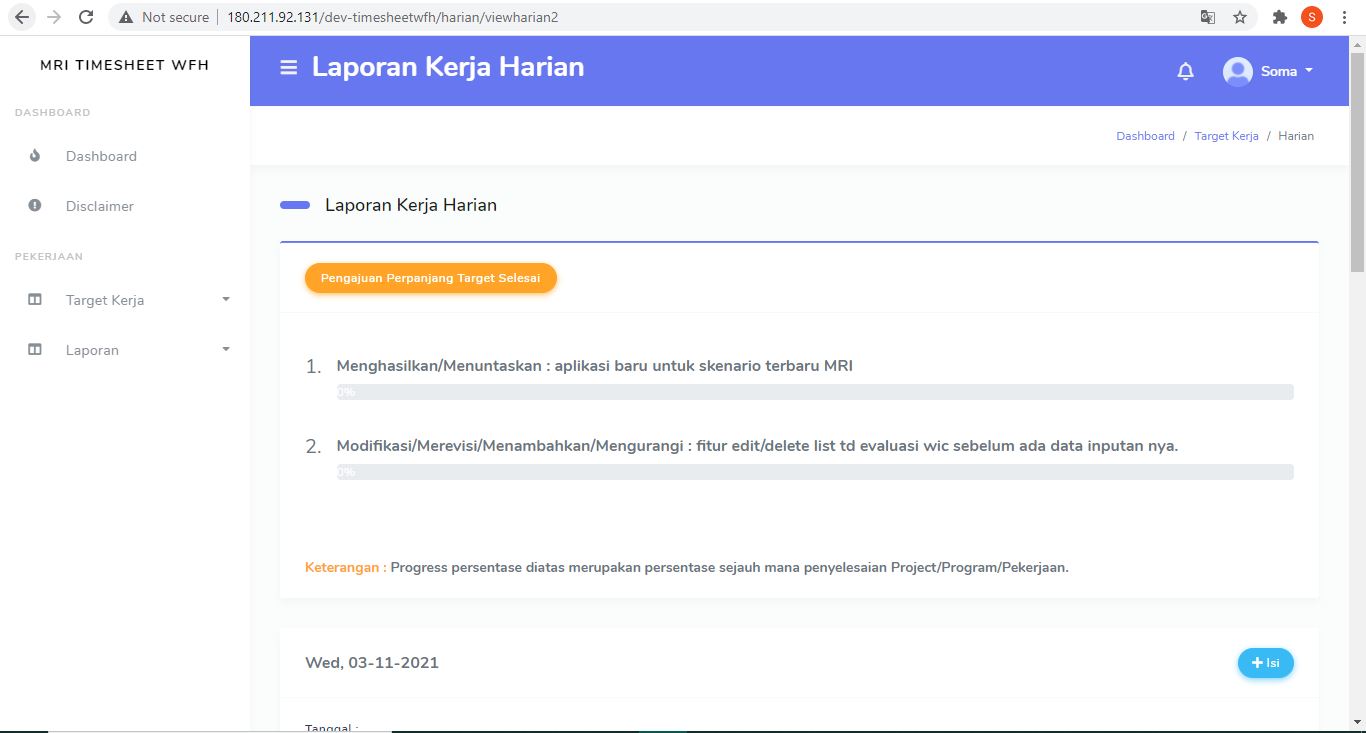 Not secure
180.211.92.131/dev-timesheetwfh/harian/viewharian2
S
MRI TIMESHEET WFH
DASHBOARD
Dashboard
Disclaimer
PEKERJAAN
Target Kerja
Laporan
Laporan Kerja Harian
Soma
Dashboard / Target Kerja / Harian
Laporan Kerja Harian
Pengajuan Perpanjang Target Selesai
1. Menghasilkan/Menuntaskan : aplikasi baru untuk skenario terbaru MRI
0%
2. Modifikasi/Merevisi/Menambahkan/Mengurangi : fitur edit/delete list td evaluasi wic sebelum ada data inputan nya.
0%
Keterangan : Progress persentase diatas merupakan persentase sejauh mana penyelesaian Project/Program/Pekerjaan.
Wed, 03-11-2021
+ Isi
Tanggal :